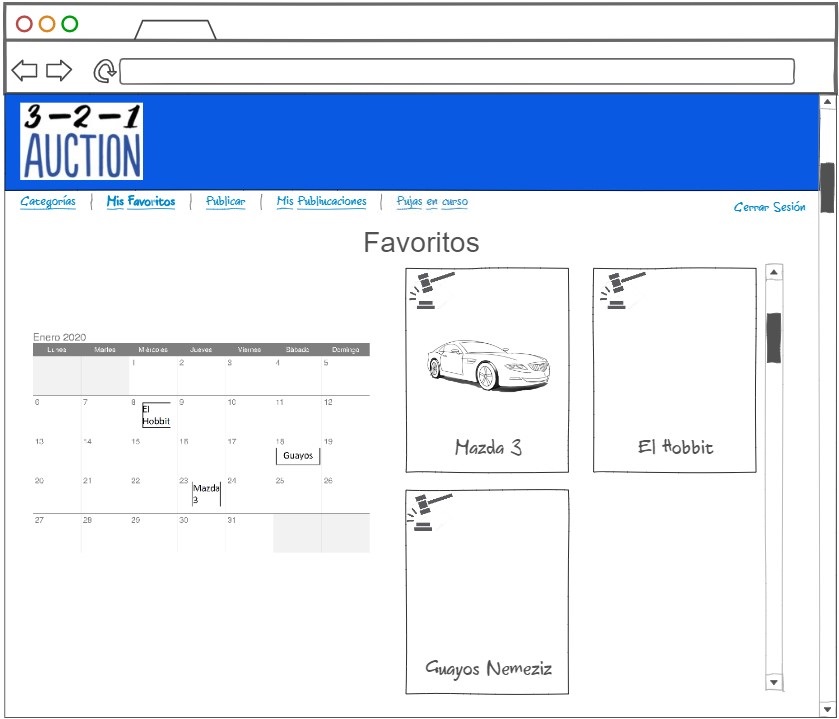 3-2-1
AUCTION
Categorías | Mis Favoritos | Publicar | Mis Publiucaciones | Pujas en curso
Cerrar Sesión
Favoritos
Enero 2020
Lunes Martes Miércoles Jueves Viernes Sábado Domingo
1 2 3 4 5
6 7 8 9 10 11 12
El
Hobbit
13 14 15 16 17 18 19
Guayos
20 21 22 23 24 25 26
Mazda
3
27 28 29 30 31
Mazda 3
El Hobbit
Guayos Nemeziz